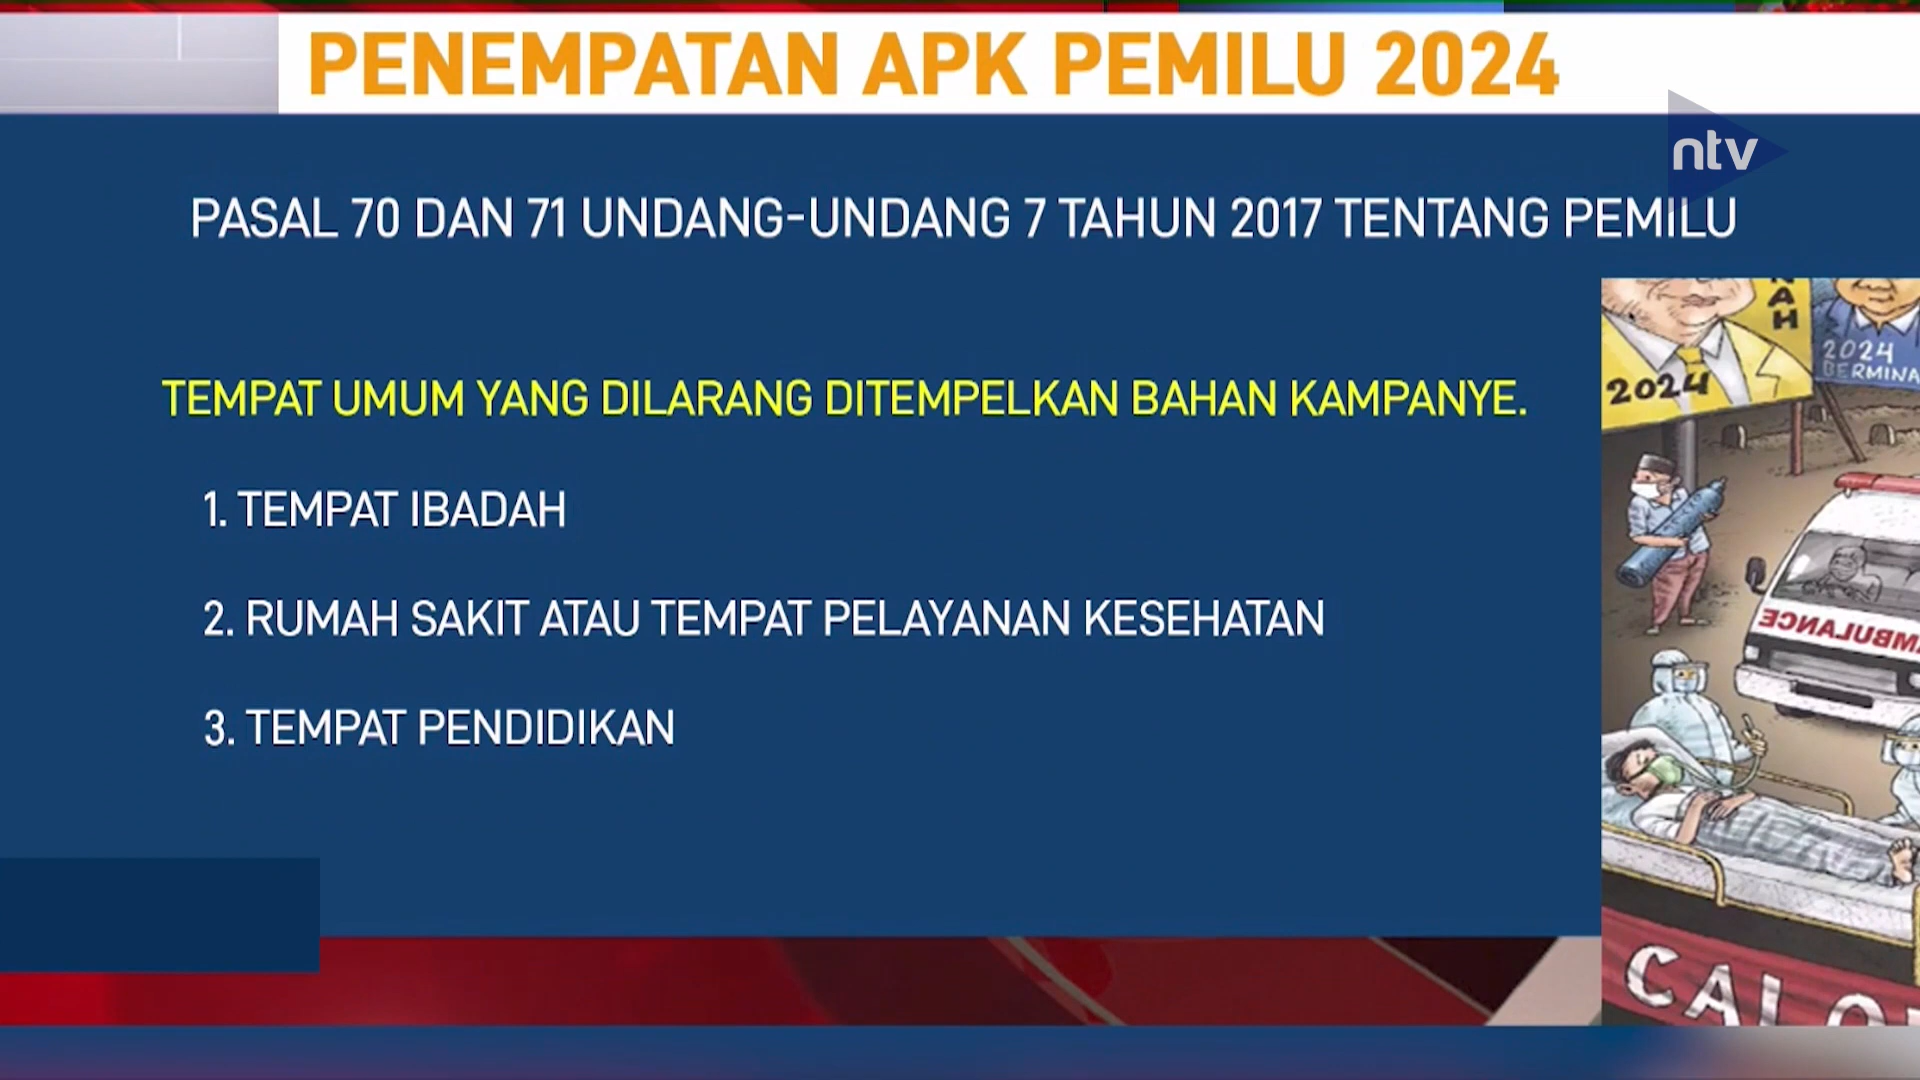 PENEMPATAN APK PEMILU 2024
ntv
PASAL 70 DAN 71 UNDANG-UNDANG 7 TAHUN 2017 TENTANG PEMILU
TEMPAT UMUM YANG DILARANG DITEMPELKAN BAHAN KAMPANYE.
1. TEMPAT IBADAH
2. RUMAH SAKIT ATAU TEMPAT PELAYANAN KESEHATAN
3. TEMPAT PENDIDIKAN
NAH
2024
2024
BERMINA